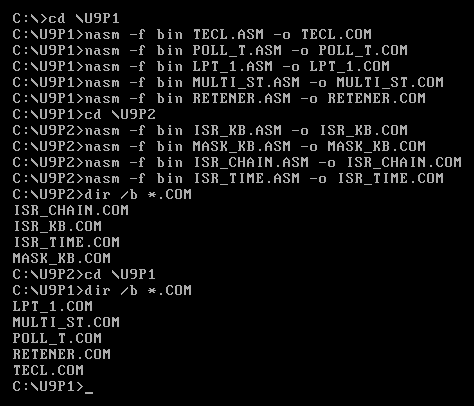 C:\>cd \U9P1
C:\U9P1>nasm -f bin TECL.ASM -o TECL.COM
C:\U9P1>nasm -f bin POLL_T.ASM -o POLL_T.COM
C:\U9P1>nasm -f bin LPT_1.ASM -o LPT_1.COM
C:\U9P1>nasm -f bin MULTI_ST.ASM -o MULTI_ST.COM
C:\U9P1>nasm -f bin RETENER.ASM -o RETENER.COM
C:\U9P1>cd \U9P2
C:\U9P2>nasm -f bin ISR_KB.ASM -o ISR_KB.COM
C:\U9P2>nasm -f bin MASK_KB.ASM -o MASK_KB.COM
C:\U9P2>nasm -f bin ISR_CHAIN.ASM -o ISR_CHAIN.COM
C:\U9P2>nasm -f bin ISR_TIME.ASM -o ISR_TIME.COM
C:\U9P2>dir /b *.COM
ISR_CHAIN.COM
ISR_KB.COM
ISR_TIME.COM
MASK_KB.COM
C:\U9P2>cd \U9P1
C:\U9P1>dir /b *.COM
LPT_1.COM
MULTI_ST.COM
POLL_T.COM
RETENER.COM
TECL.COM
C:\U9P1>_